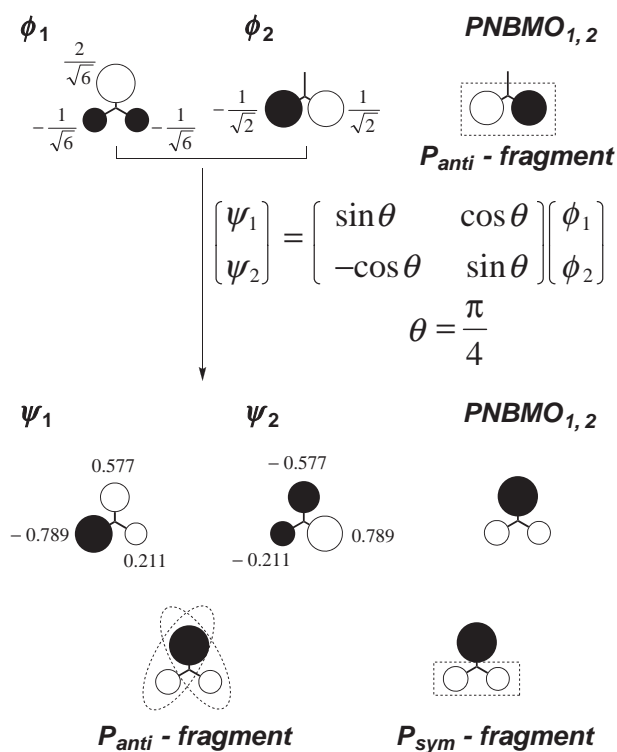 ϕ1 ϕ2 PNBMO1, 2
2/√6
−1/√6 −1/√6 −1/√2 1/√2
Panti - fragment
(ψ1 ψ2) = (sinθ cosθ −cosθ sinθ)(ϕ1 ϕ2)
θ = π/4
ψ1 ψ2 PNBMO1, 2
0.577 − 0.577
− 0.789 0.211 − 0.211 0.789
Panti - fragment Psym - fragment